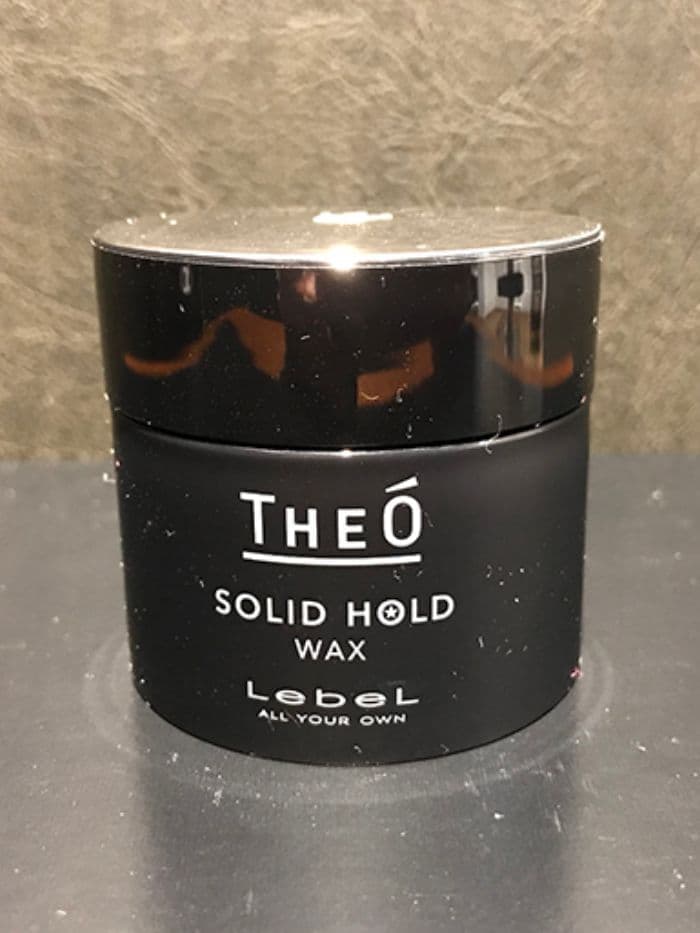 THEÓ
SOLID HOLD
WAX
LebeL
ALL YOUR OWN